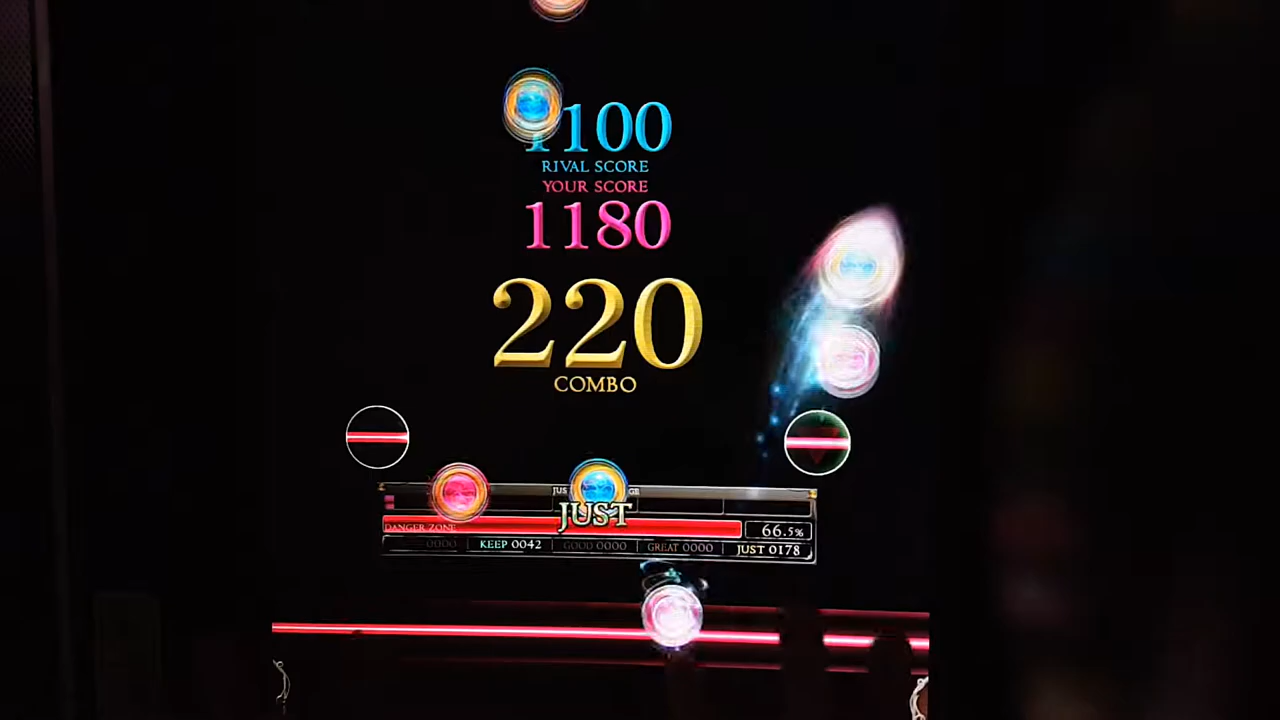 1100
RIVAL SCORE
YOUR SCORE
1180
220
COMBO
JUST
DANGER ZONE
66.5%
0000 KEEP 0042 GOOD 0000 GREAT 0000 JUST 0178